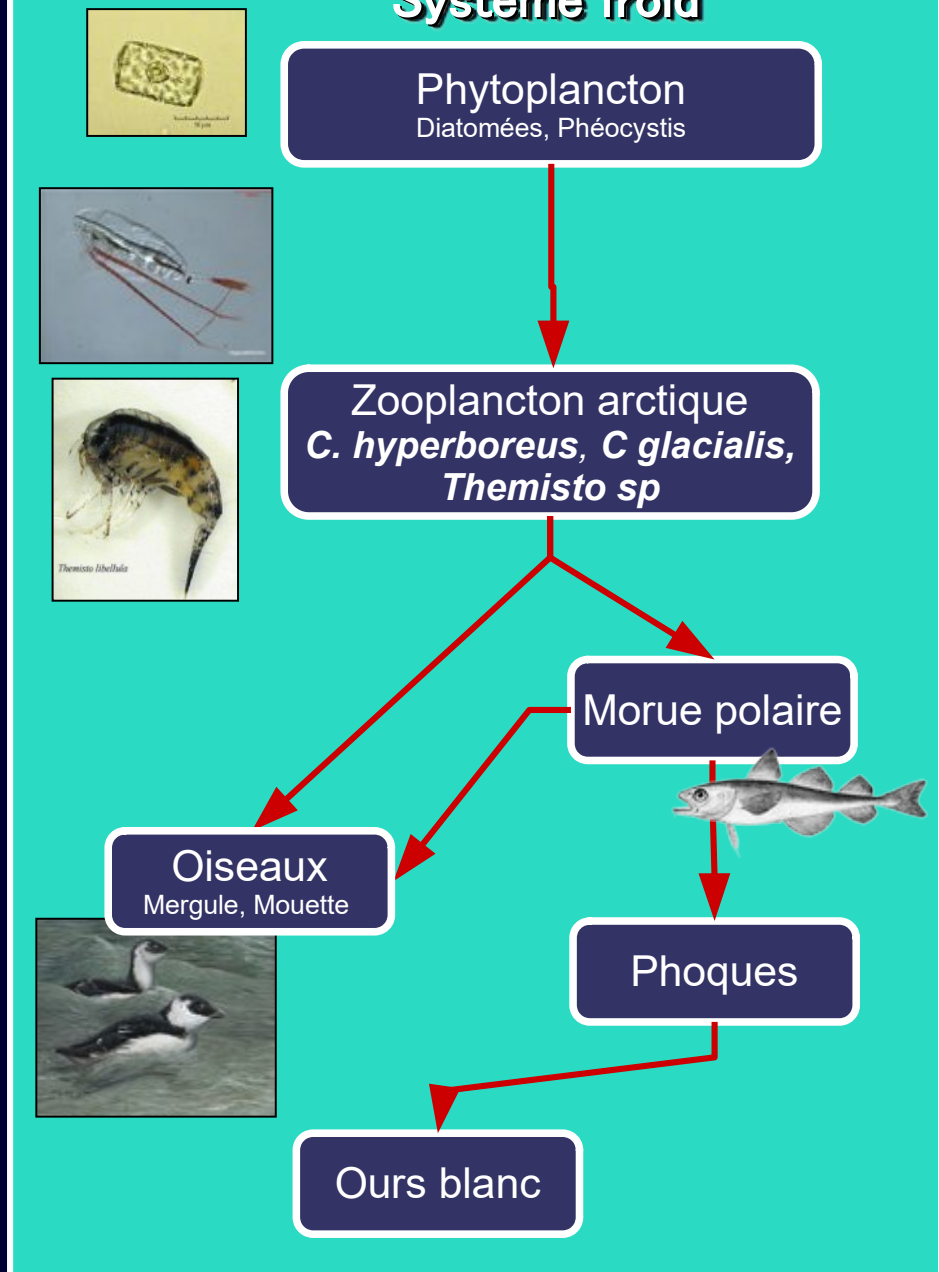 Système froid
Phytoplancton
Diatomées, Phéocystis
Zooplancton arctique
C. hyperboreus, C glacialis,
Themisto sp
Themisto libellula
Morue polaire
Oiseaux
Mergule, Mouette
Phoques
Ours blanc